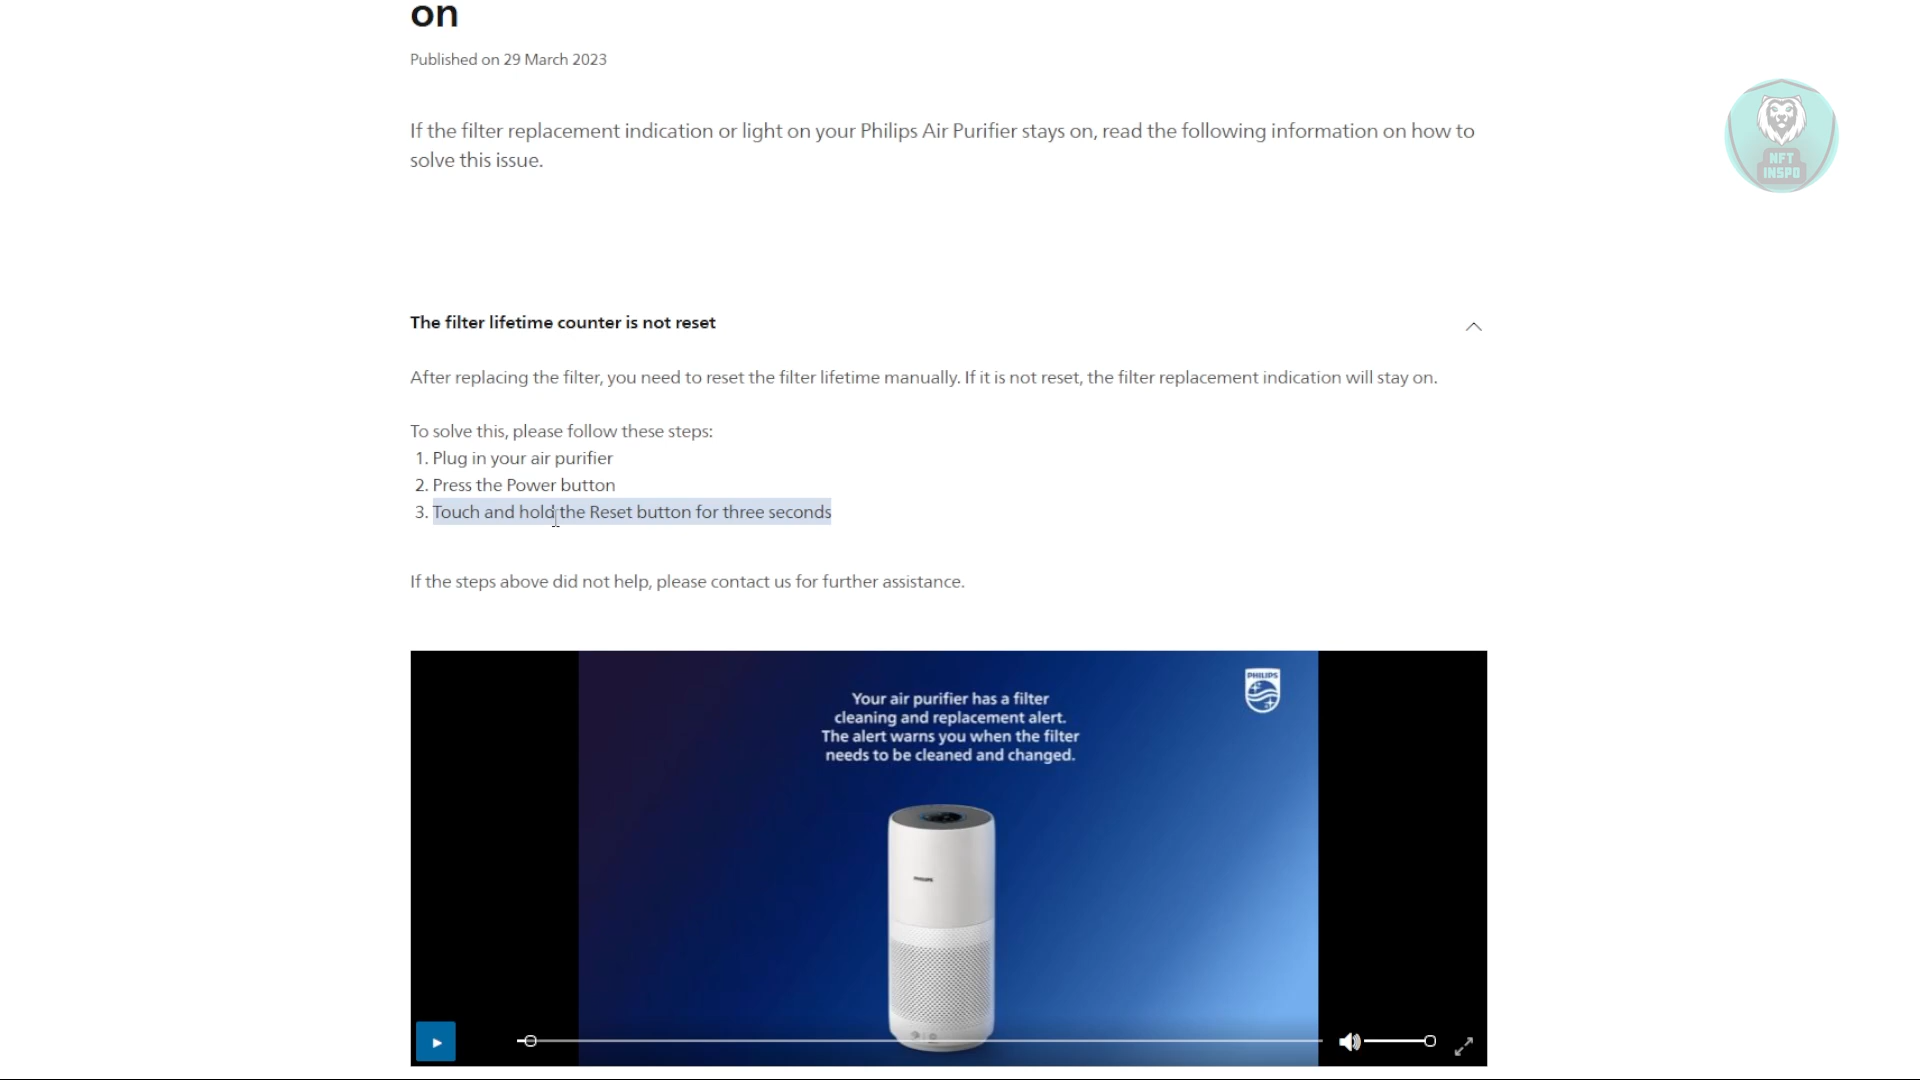 on
Published on 29 March 2023
If the filter replacement indication or light on your Philips Air Purifier stays on, read the following information on how to
solve this issue.
NFT
INSPO
The filter lifetime counter is not reset
After replacing the filter, you need to reset the filter lifetime manually. If it is not reset, the filter replacement indication will stay on.
To solve this, please follow these steps:
1. Plug in your air purifier
2. Press the Power button
3. Touch and hold the Reset button for three seconds
If the steps above did not help, please contact us for further assistance.
PHILIPS
Your air purifier has a filter
cleaning and replacement alert.
The alert warns you when the filter
needs to be cleaned and changed.
PHILIPS